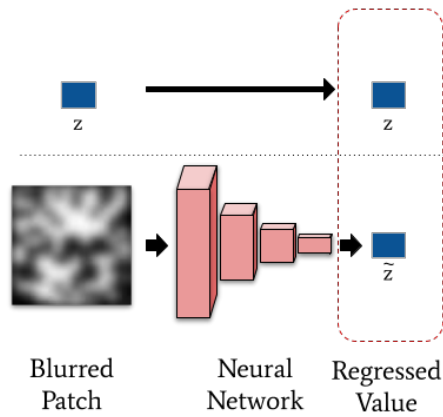 z z
z̃
Blurred Neural Regressed
Patch Network Value